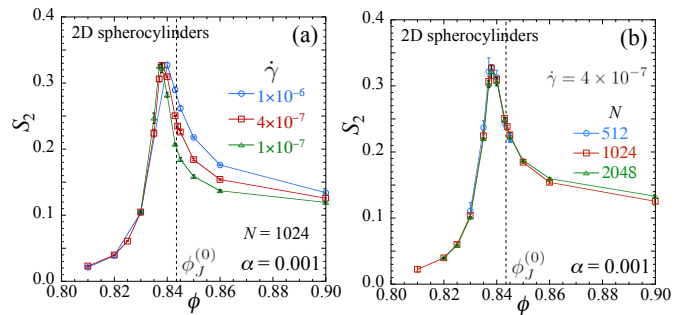 2D spherocylinders (a)
γ̇
1×10⁻⁶
4×10⁻⁷
1×10⁻⁷
N = 1024
ϕ_J^(0)
α = 0.001
S₂
0.4
0.3
0.2
0.1
0.0
0.80 0.82 0.84 0.86 0.88 0.90
ϕ
2D spherocylinders
(b)
γ̇ = 4 × 10⁻⁷
N
512
1024
2048
ϕ_J^(0)
α = 0.001
S₂
0.4
0.3
0.2
0.1
0.0
0.80 0.82 0.84 0.86 0.88 0.90
ϕ